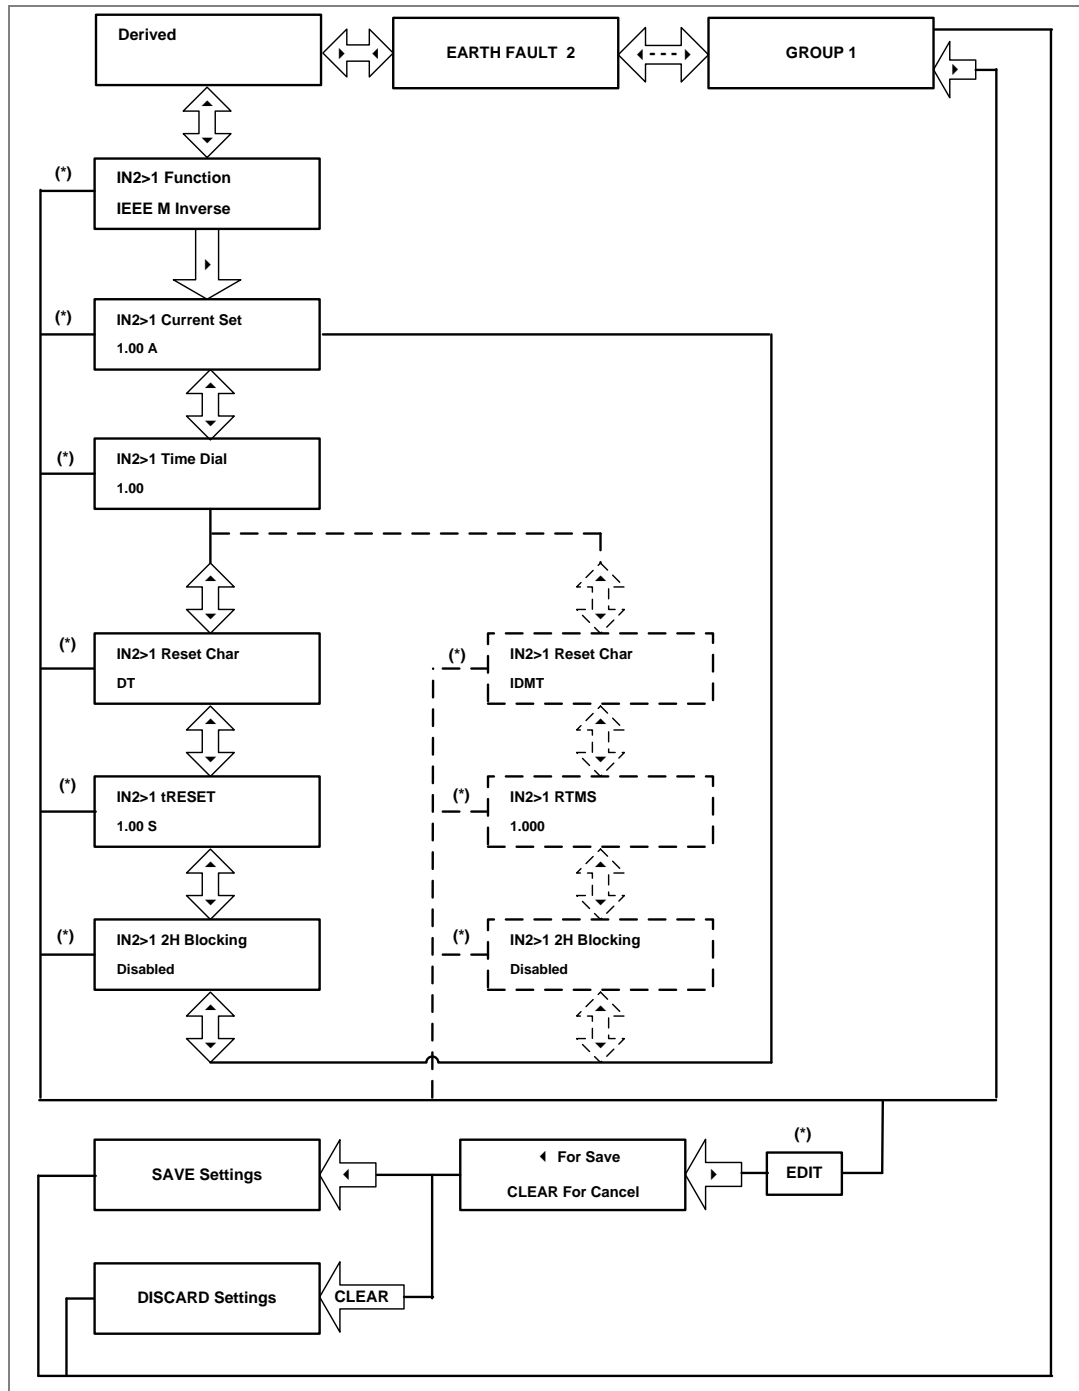 Derived
EARTH FAULT 2
GROUP 1
(*)
IN2>1 Function
IEEE M Inverse
(*)
IN2>1 Current Set
1.00 A
(*)
IN2>1 Time Dial
1.00
(*)
IN2>1 Reset Char
DT
(*)
IN2>1 Reset Char
IDMT
(*)
IN2>1 tRESET
1.00 S
(*)
IN2>1 RTMS
1.000
(*)
IN2>1 2H Blocking
Disabled
(*)
IN2>1 2H Blocking
Disabled
SAVE Settings
For Save
CLEAR For Cancel
(*)
EDIT
DISCARD Settings
CLEAR